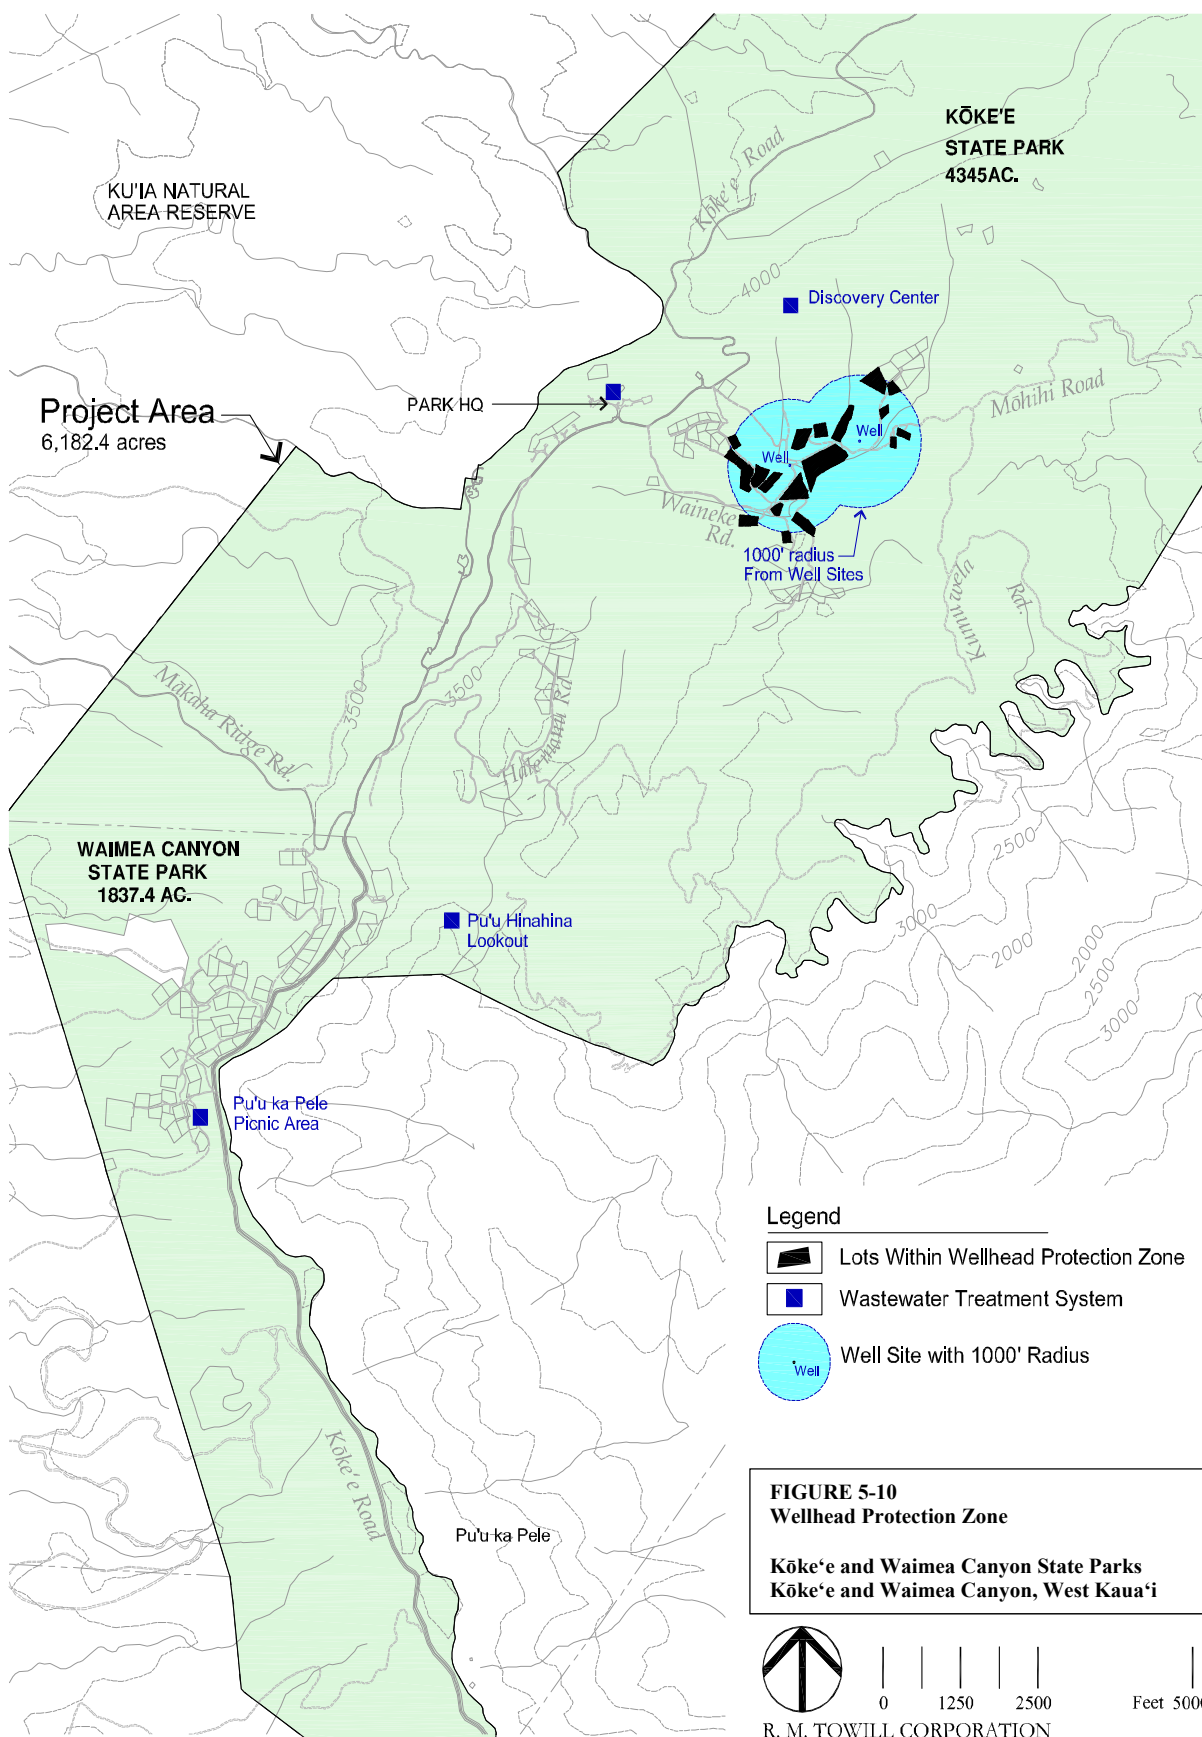 KŌKE'E
STATE PARK
4345AC.
KU'IA NATURAL
AREA RESERVE
Kōke'e Road
4000
Discovery Center
Project Area
6,182.4 acres
PARK HQ
Mōhihi Road
Well
Well
Waineke
Rd.
1000' radius
From Well Sites
Kumuwela
Rd.
Makaha Ridge Rd.
3500
3500
Halemanu Rd
WAIMEA CANYON
STATE PARK
1837.4 AC.
2500
3000
2000
2000
2500
3000
Pu'u Hinahina
Lookout
Pu'u ka Pele
Picnic Area
Legend
Lots Within Wellhead Protection Zone
Wastewater Treatment System
Well Site with 1000' Radius
Well
Kōke'e Road
Pu'u ka Pele
FIGURE 5-10
Wellhead Protection Zone
Kōke‘e and Waimea Canyon State Parks
Kōke‘e and Waimea Canyon, West Kaua‘i
0 1250 2500 Feet 5000
R. M. TOWILL CORPORATION